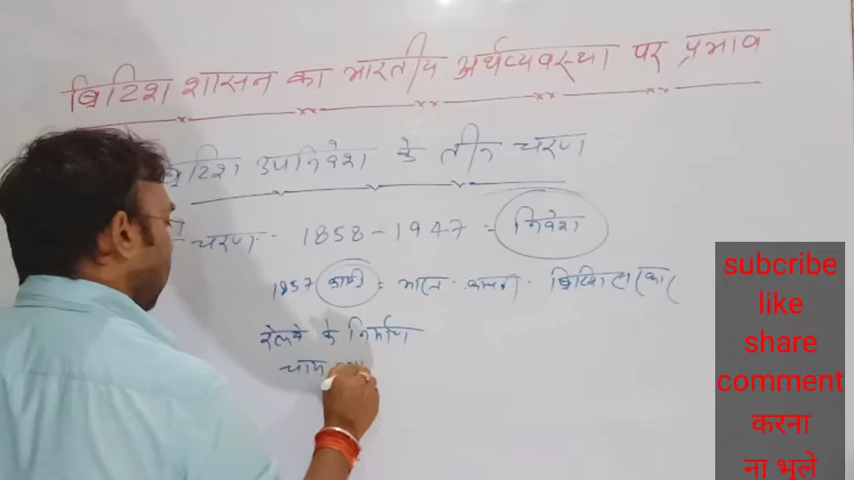 ब्रिटिश शासन का भारतीय अर्थव्यवस्था पर प्रभाव
ब्रिटिश उपनिवेश के तीन चरण
चरण - 1858 - 1947 = निवेश
1857 क्रान्ति = भारत
रेलवे के निर्माण
चाय
subcribe
like
share
comment
करना
ना भूले